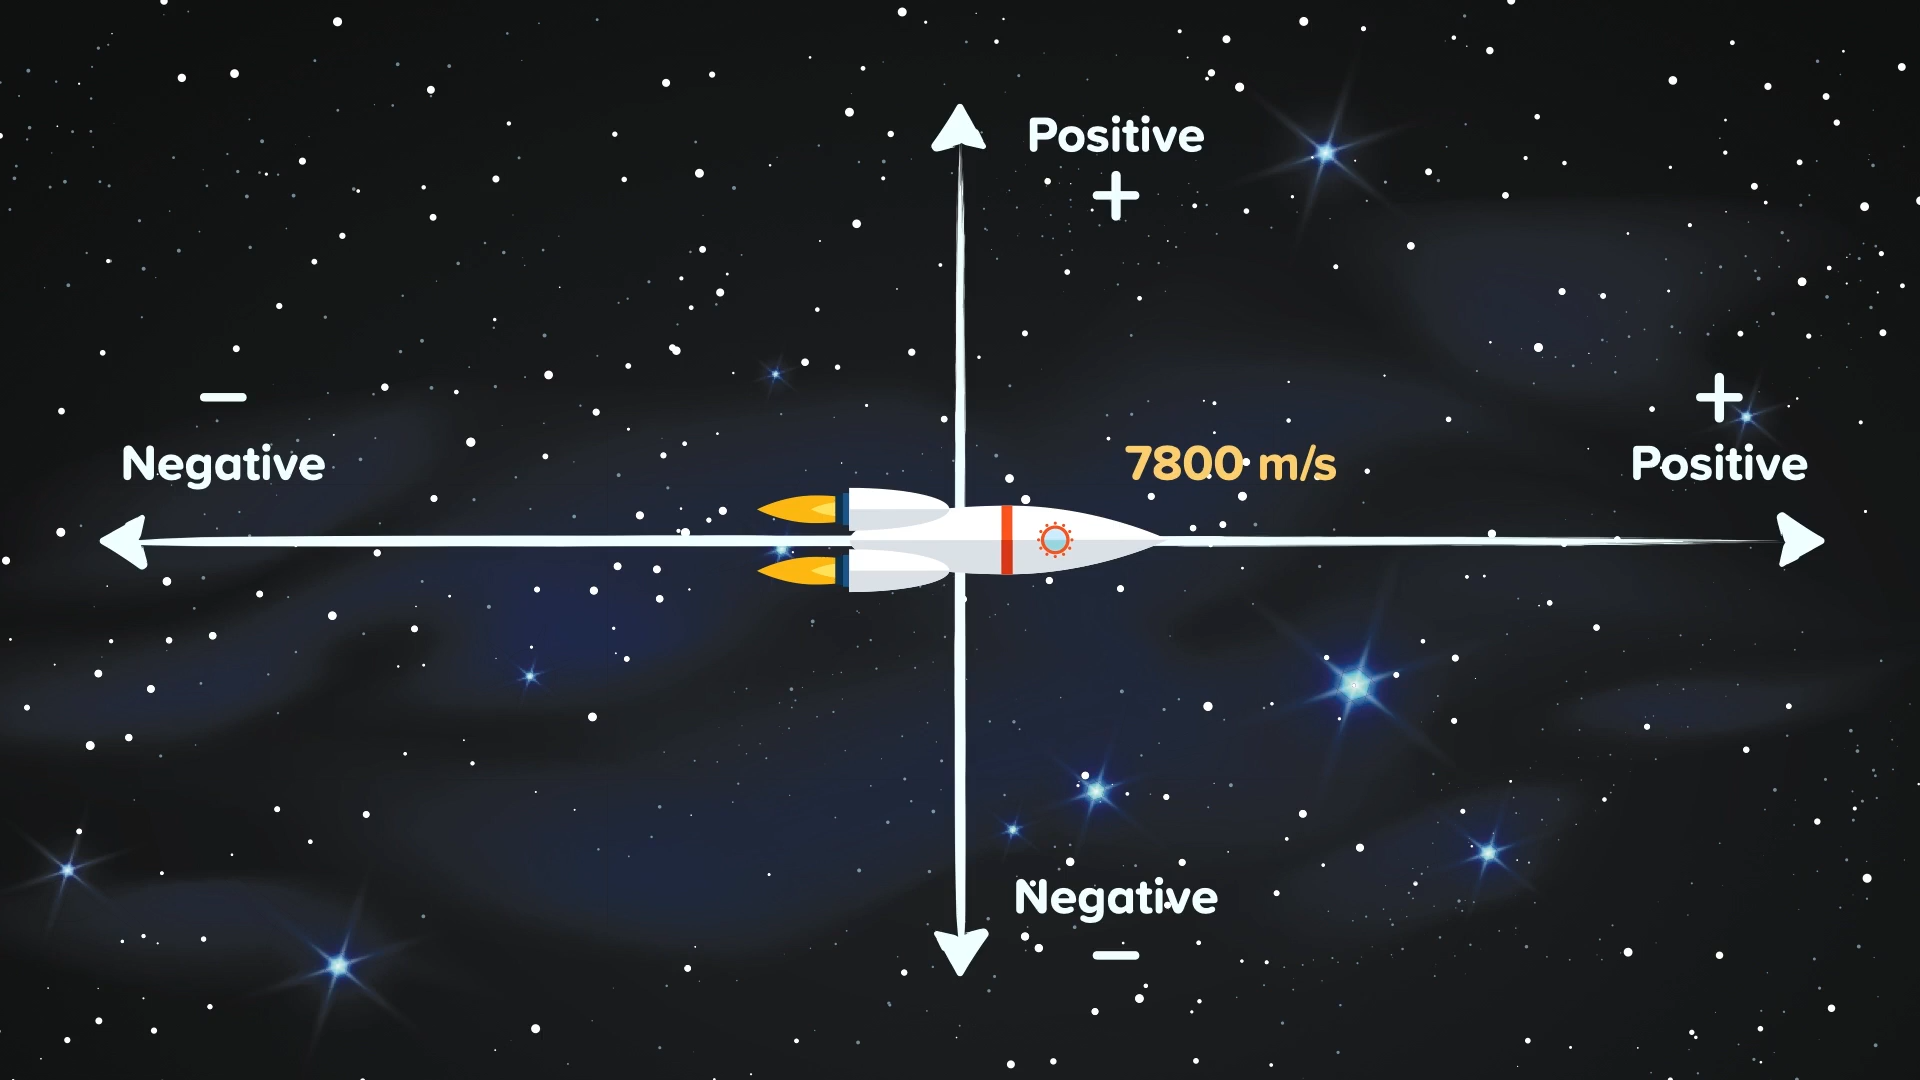 Positive
+
−
Negative
7800 m/s
+
Positive
Negative
−